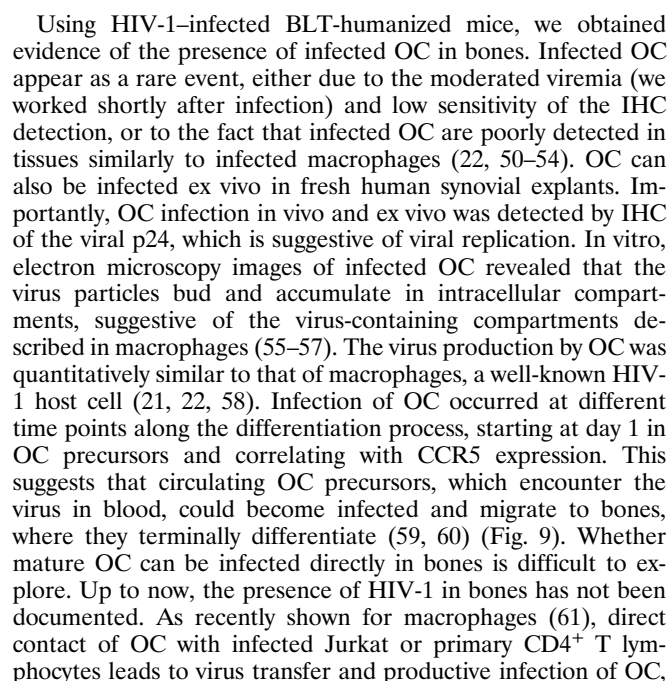 Using HIV-1–infected BLT-humanized mice, we obtained
evidence of the presence of infected OC in bones. Infected OC
appear as a rare event, either due to the moderated viremia (we
worked shortly after infection) and low sensitivity of the IHC
detection, or to the fact that infected OC are poorly detected in
tissues similarly to infected macrophages (22, 50–54). OC can
also be infected ex vivo in fresh human synovial explants. Im-
portantly, OC infection in vivo and ex vivo was detected by IHC
of the viral p24, which is suggestive of viral replication. In vitro,
electron microscopy images of infected OC revealed that the
virus particles bud and accumulate in intracellular compart-
ments, suggestive of the virus-containing compartments de-
scribed in macrophages (55–57). The virus production by OC was
quantitatively similar to that of macrophages, a well-known HIV-
1 host cell (21, 22, 58). Infection of OC occurred at different
time points along the differentiation process, starting at day 1 in
OC precursors and correlating with CCR5 expression. This
suggests that circulating OC precursors, which encounter the
virus in blood, could become infected and migrate to bones,
where they terminally differentiate (59, 60) (Fig. 9). Whether
mature OC can be infected directly in bones is difficult to ex-
plore. Up to now, the presence of HIV-1 in bones has not been
documented. As recently shown for macrophages (61), direct
contact of OC with infected Jurkat or primary CD4⁺ T lym-
phocytes leads to virus transfer and productive infection of OC,